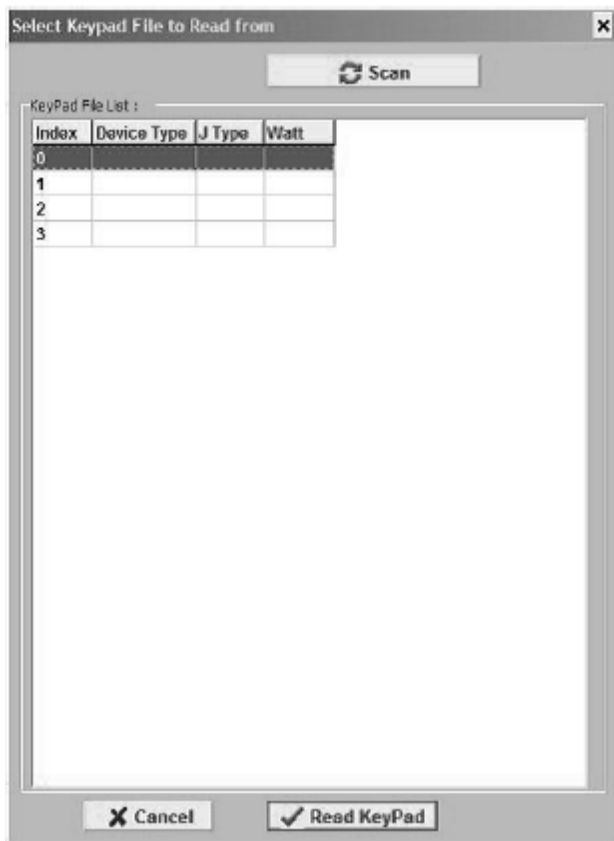 Select Keypad File to Read from
Scan
KeyPad File List :
Index Device Type J Type Watt
0
1
2
3
Cancel Read KeyPad